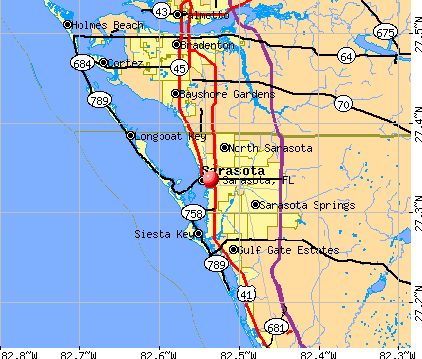 43
Palmetto
Holmes Beach
675
27.5°N
Bradenton
64
684
Cortez
45
Bayshore Gardens
789
70
27.4°N
Longboat Key
North Sarasota
Sarasota
Sarasota, FL
758
Sarasota Springs
27.3°N
Siesta Key
Gulf Gate Estates
789
41
27.2°N
681
82.8°W
82.7°W
82.6°W
82.5°W
82.4°W
82.3°W